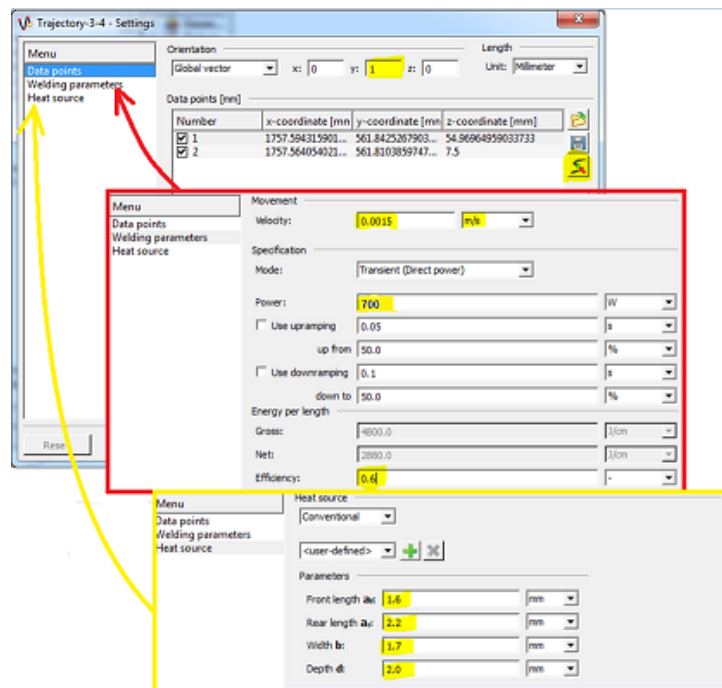 Trajectory-3-4 - Settings
Menu
Data points
Welding parameters
Heat source
Orientation
Global vector x: 0 y: 1 z: 0
Length
Unit: Millimeter
Data points [mm]
Number x-coordinate [mm y-coordinate [mm z-coordinate [mm]
1 1757.594315901... 561.8425267903... 54.96964959033733
2 1757.564054021... 561.8103859747... 7.5
Rese
Menu
Data points
Welding parameters
Heat source
Movement
Velocity: 0.0015 m/s
Specification
Mode: Transient (Direct power)
Power: 700 W
Use upramping 0.05 s
up from 50.0 %
Use downramping 0.1 s
down to 50.0 %
Energy per length
Gross: 4800.0 J/cm
Net: 2880.0 J/cm
Efficiency: 0.6 -
Menu
Data points
Welding parameters
Heat source
Heat source
Conventional
<user-defined>
Parameters
Front length af: 1.6 mm
Rear length ar: 2.2 mm
Width b: 1.7 mm
Depth d: 2.0 mm